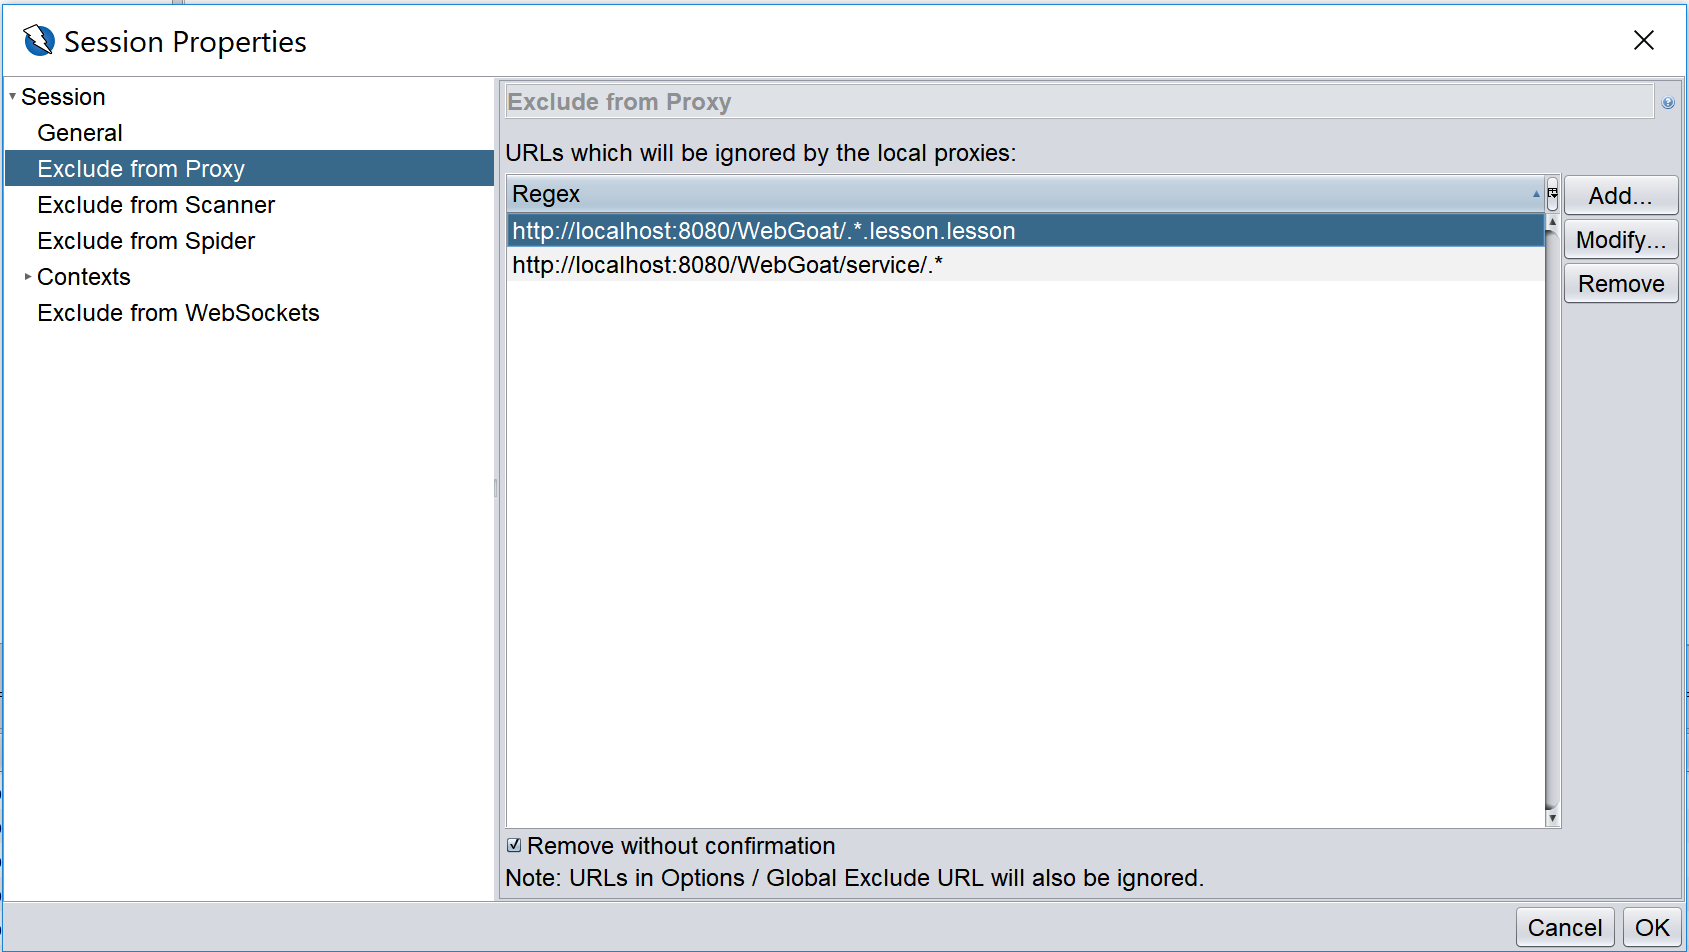 Session Properties
Session
General
Exclude from Proxy
Exclude from Scanner
Exclude from Spider
Contexts
Exclude from WebSockets
Exclude from Proxy
URLs which will be ignored by the local proxies:
Regex
http://localhost:8080/WebGoat/.*.lesson.lesson
http://localhost:8080/WebGoat/service/.*
Add...
Modify...
Remove
Remove without confirmation
Note: URLs in Options / Global Exclude URL will also be ignored.
Cancel
OK